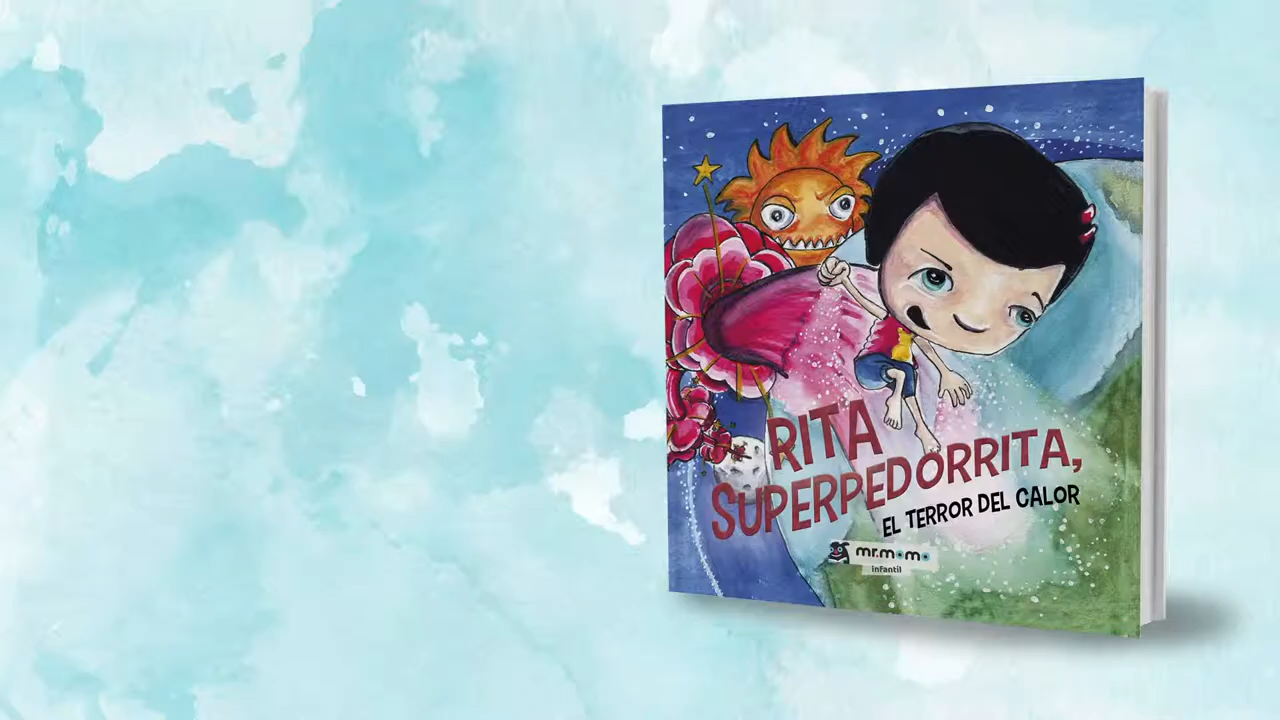 RITA
SUPERPEDORRITA,
EL TERROR DEL CALOR
mr.momo
infantil